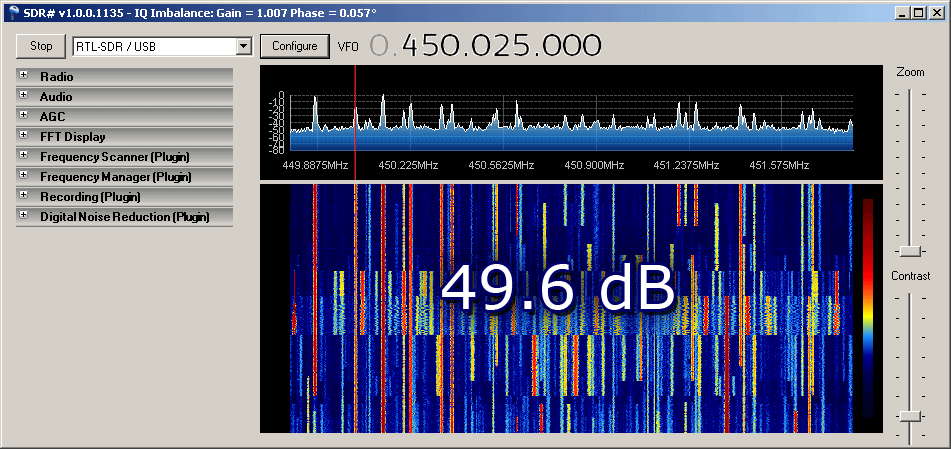 SDR# v1.0.0.1135 - IQ Imbalance: Gain = 1.007 Phase = 0.057°
Stop RTL-SDR / USB Configure VFO 0.450.025.000
Radio
Audio
AGC
FFT Display
Frequency Scanner (Plugin)
Frequency Manager (Plugin)
Recording (Plugin)
Digital Noise Reduction (Plugin)
0
-10
-20
-30
-40
-50
-60
-70
-80
449.8875MHz 450.225MHz 450.5625MHz 450.900MHz 451.2375MHz 451.575MHz
49.6 dB
Zoom
Contrast